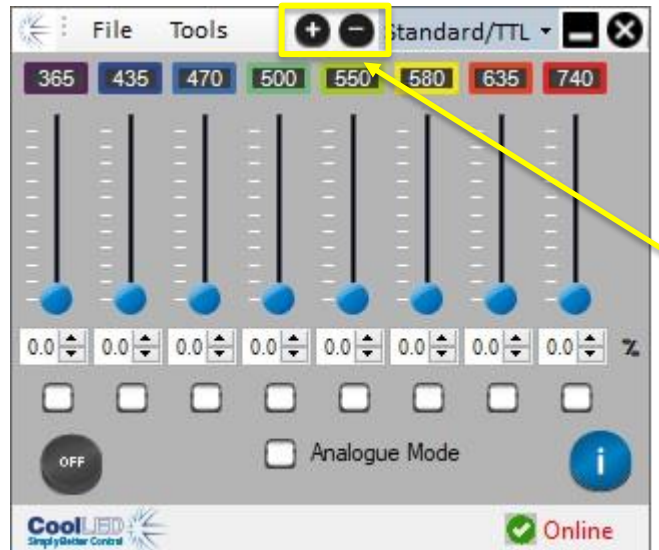 File Tools Standard/TTL
365 435 470 500 550 580 635 740
0.0 0.0 0.0 0.0 0.0 0.0 0.0 0.0 %
OFF Analogue Mode i
CoolLED Online
Simply Better Control